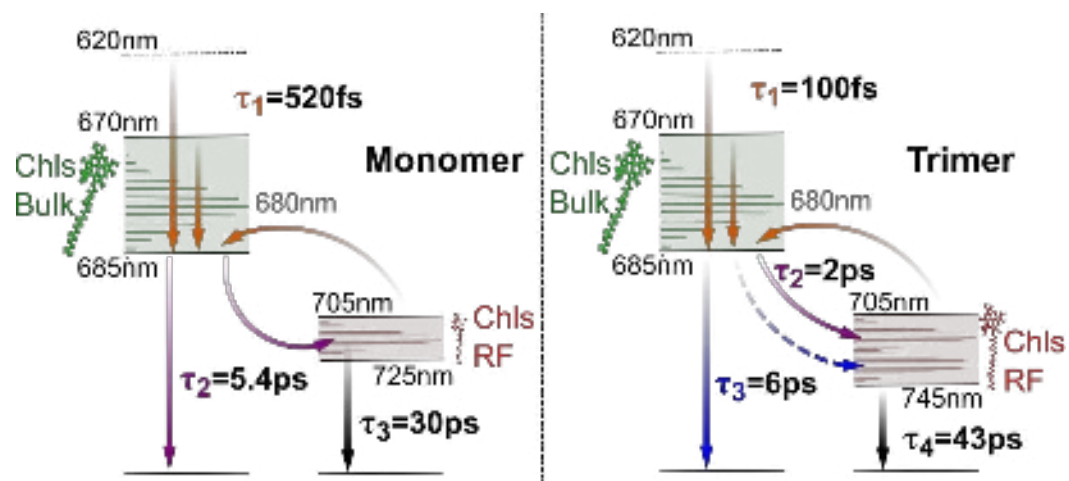 620nm
τ1=520fs
670nm
Chls
Bulk
Monomer
680nm
685nm
705nm
Chls
RF
725nm
τ2=5.4ps
τ3=30ps
620nm
τ1=100fs
670nm
Chls
Bulk
Trimer
680nm
685nm
τ2=2ps
705nm
Chls
RF
τ3=6ps
745nm
τ4=43ps